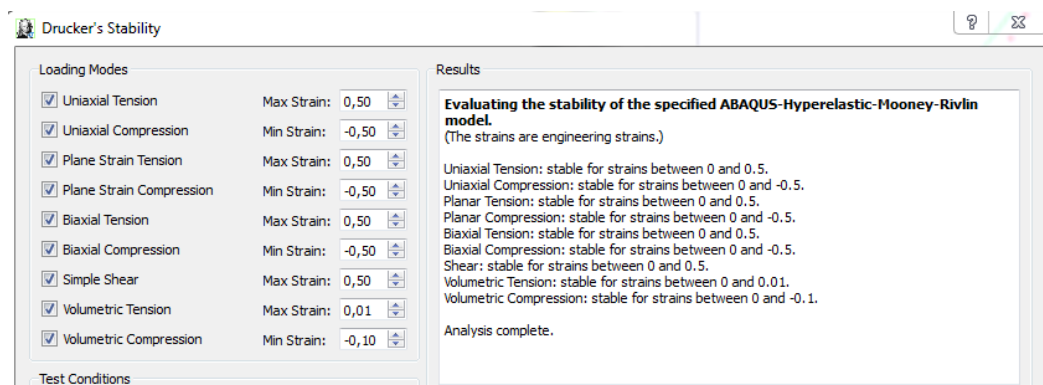 Drucker's Stability
Loading Modes
Uniaxial Tension Max Strain: 0,50
Uniaxial Compression Min Strain: -0,50
Plane Strain Tension Max Strain: 0,50
Plane Strain Compression Min Strain: -0,50
Biaxial Tension Max Strain: 0,50
Biaxial Compression Min Strain: -0,50
Simple Shear Max Strain: 0,50
Volumetric Tension Max Strain: 0,01
Volumetric Compression Min Strain: -0,10
Test Conditions
Results
Evaluating the stability of the specified ABAQUS-Hyperelastic-Mooney-Rivlin
model.
(The strains are engineering strains.)
Uniaxial Tension: stable for strains between 0 and 0.5.
Uniaxial Compression: stable for strains between 0 and -0.5.
Planar Tension: stable for strains between 0 and 0.5.
Planar Compression: stable for strains between 0 and -0.5.
Biaxial Tension: stable for strains between 0 and 0.5.
Biaxial Compression: stable for strains between 0 and -0.5.
Shear: stable for strains between 0 and 0.5.
Volumetric Tension: stable for strains between 0 and 0.01.
Volumetric Compression: stable for strains between 0 and -0.1.
Analysis complete.